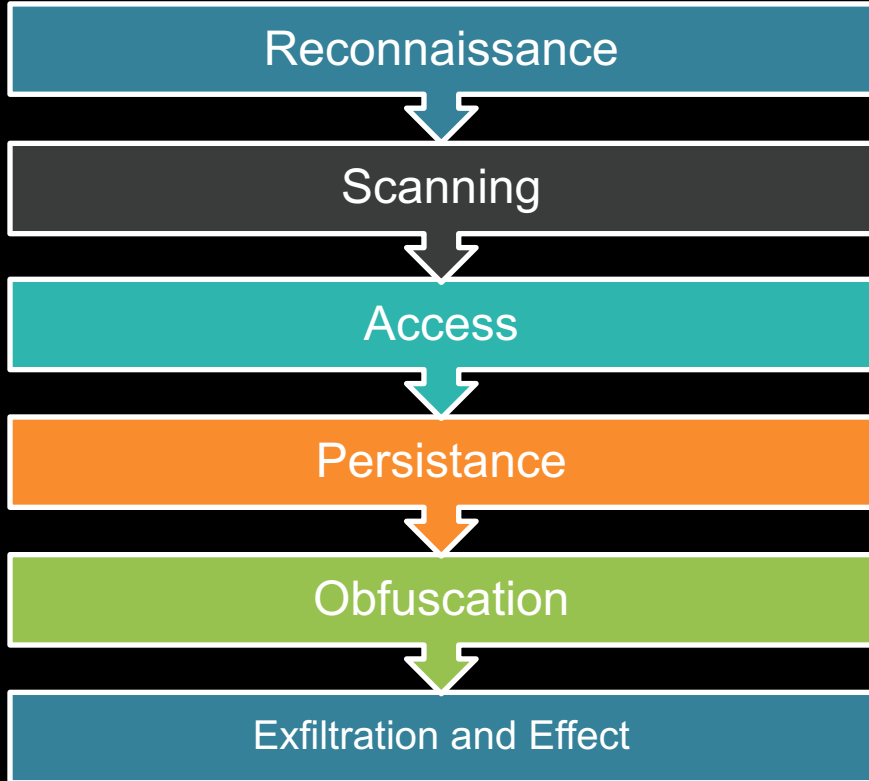 Reconnaissance
Scanning
Access
Persistance
Obfuscation
Exfiltration and Effect